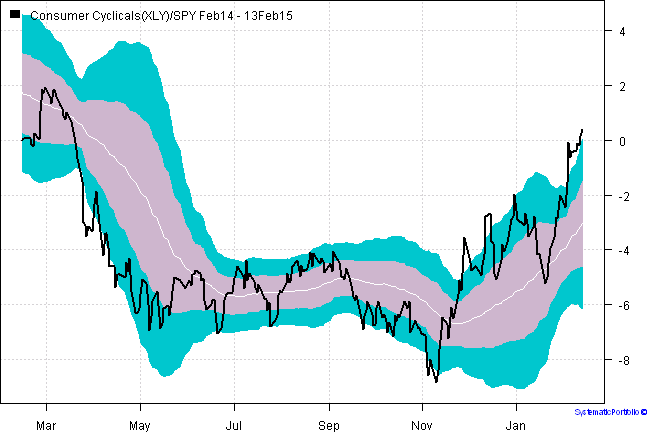 Consumer Cyclicals(XLY)/SPY Feb14 - 13Feb15
4
2
0
-2
-4
-6
-8
Mar May Jul Sep Nov Jan
SystematicPortfolio ©